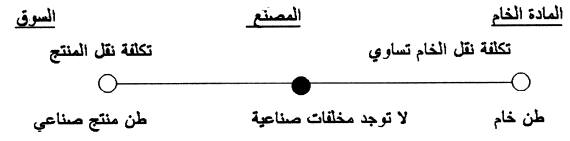 المادة الخام المصنع السوق
تكلفة نقل الخام تساوي تكلفة نقل المنتج
طن خام لا توجد مخلفات صناعية طن منتج صناعي